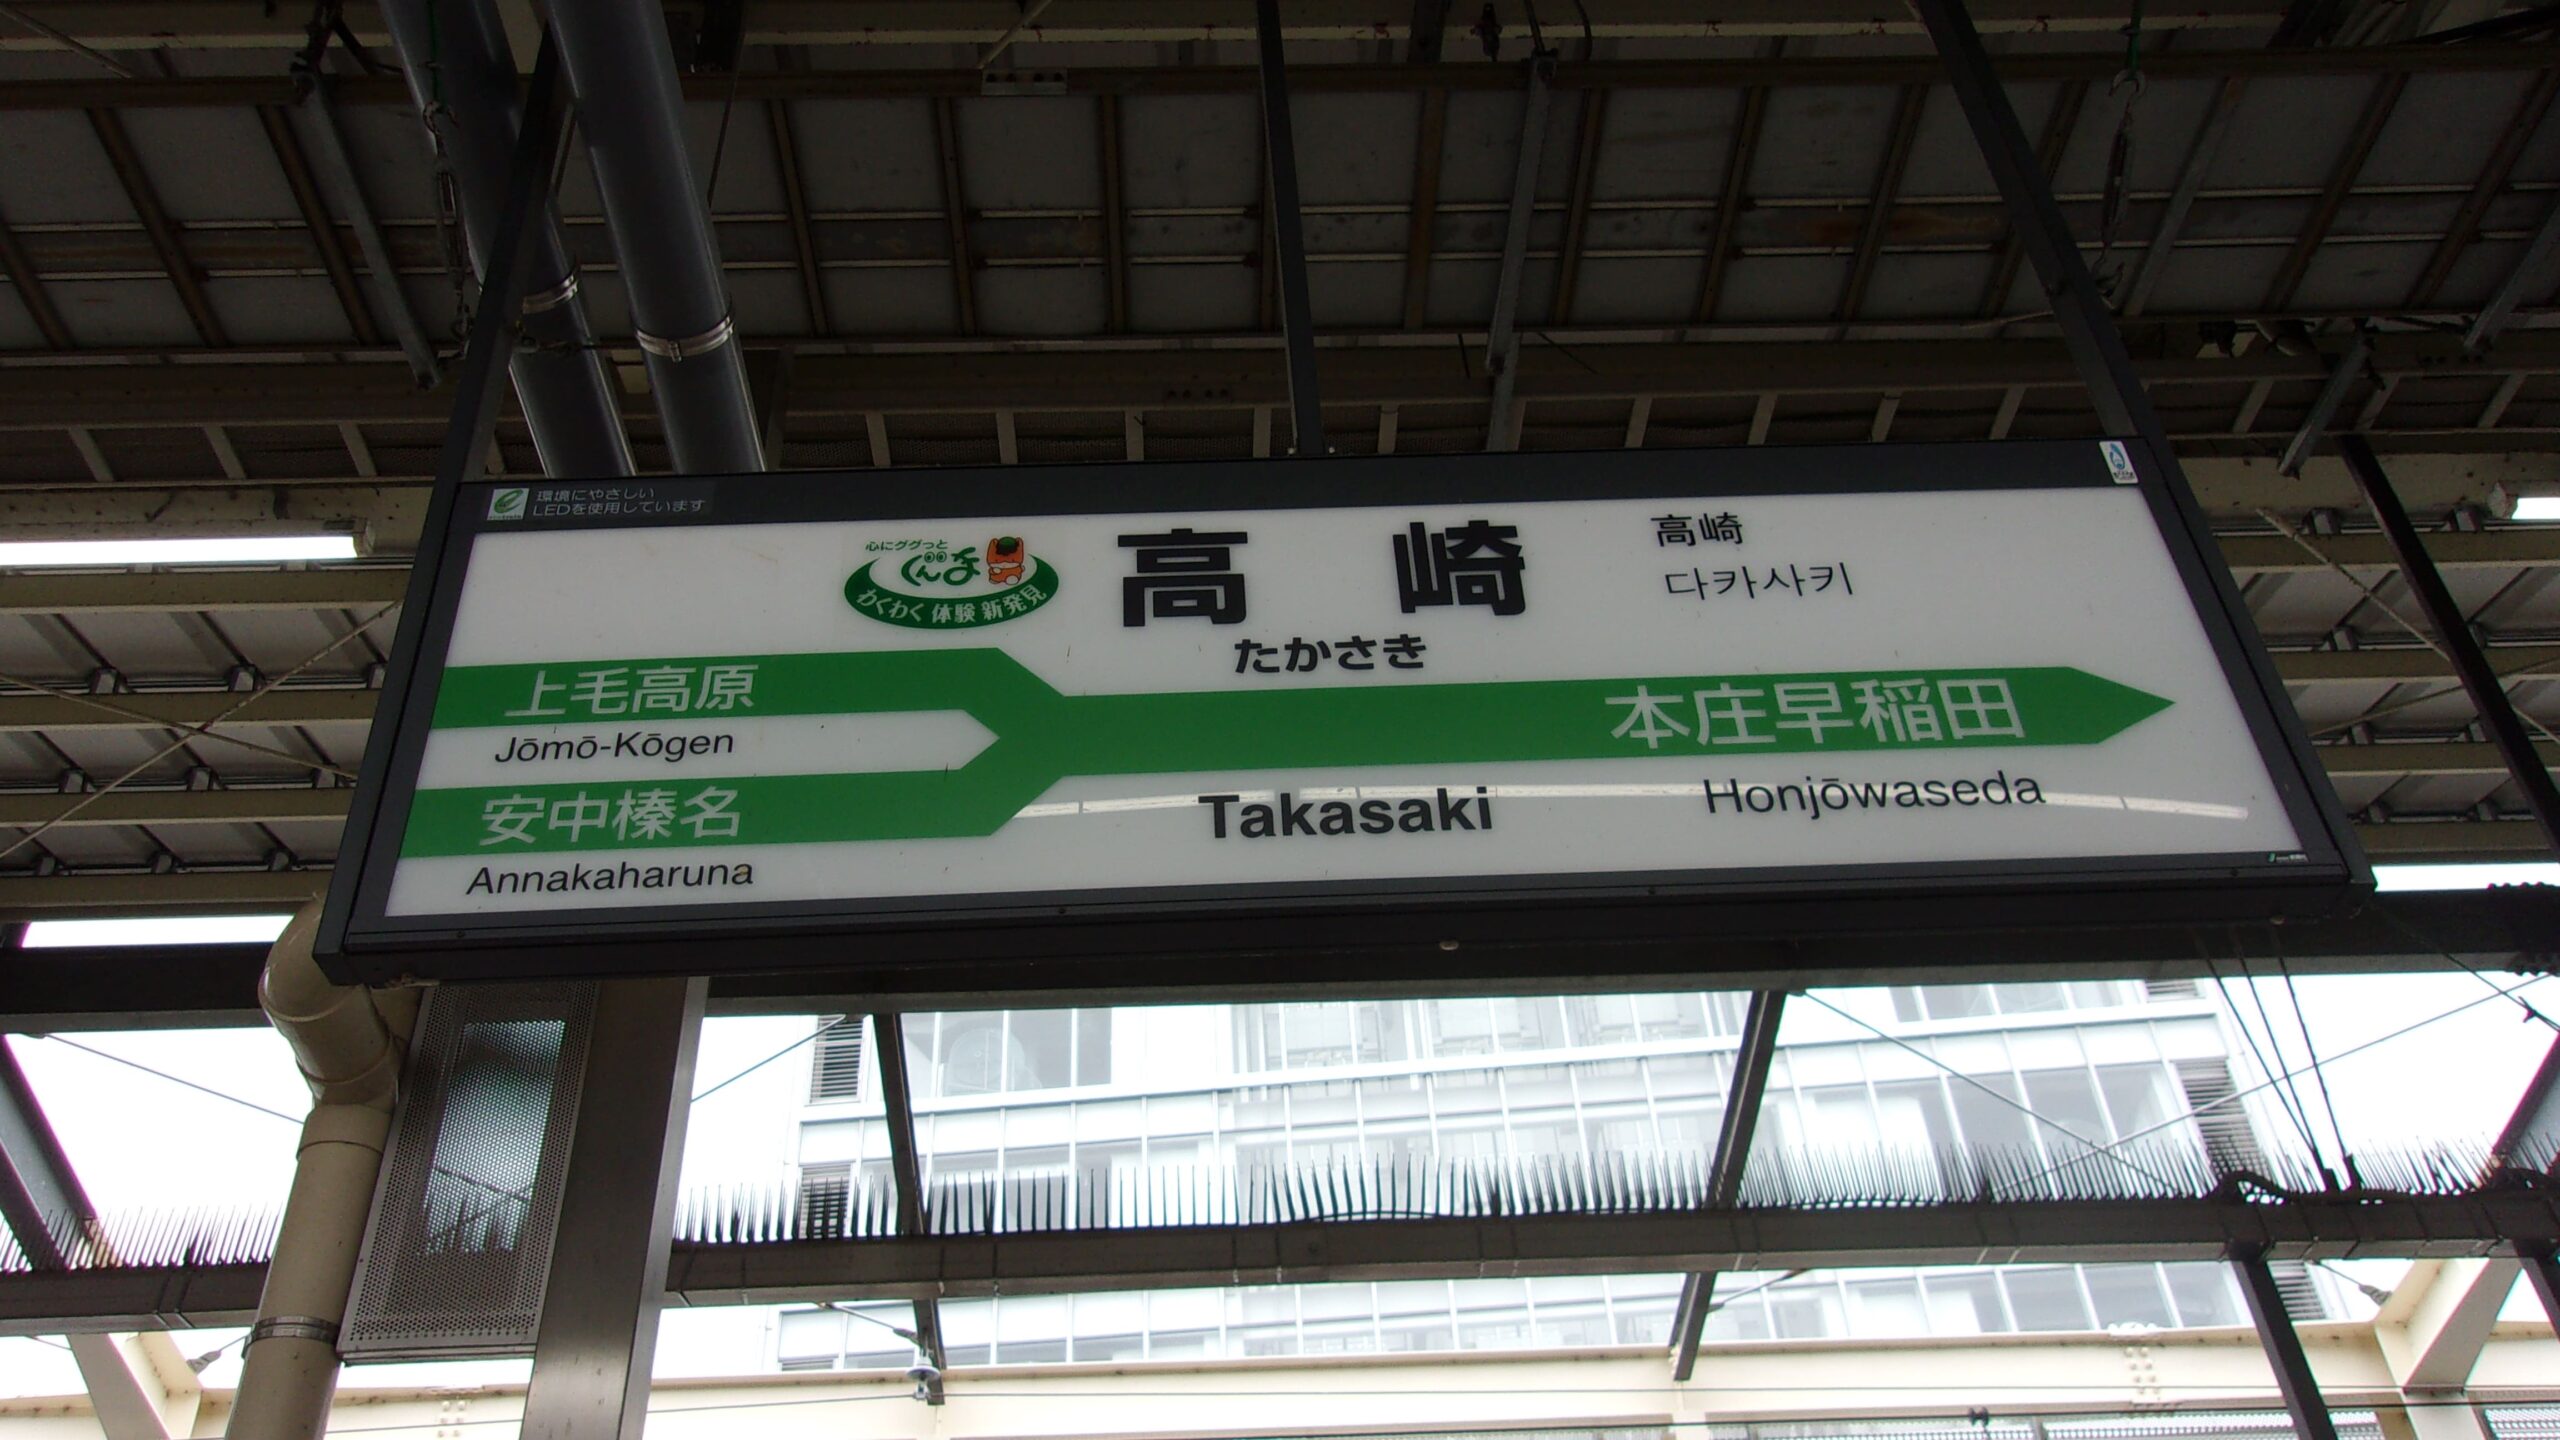 環境にやさしい
LEDを使用しています
心にググっと
ぐんま
わくわく 体験 新発見
高崎
たかさき
高崎
다카사키
上毛高原
Jōmō-Kōgen
安中榛名
Annakaharuna
本庄早稲田
Honjōwaseda
Takasaki